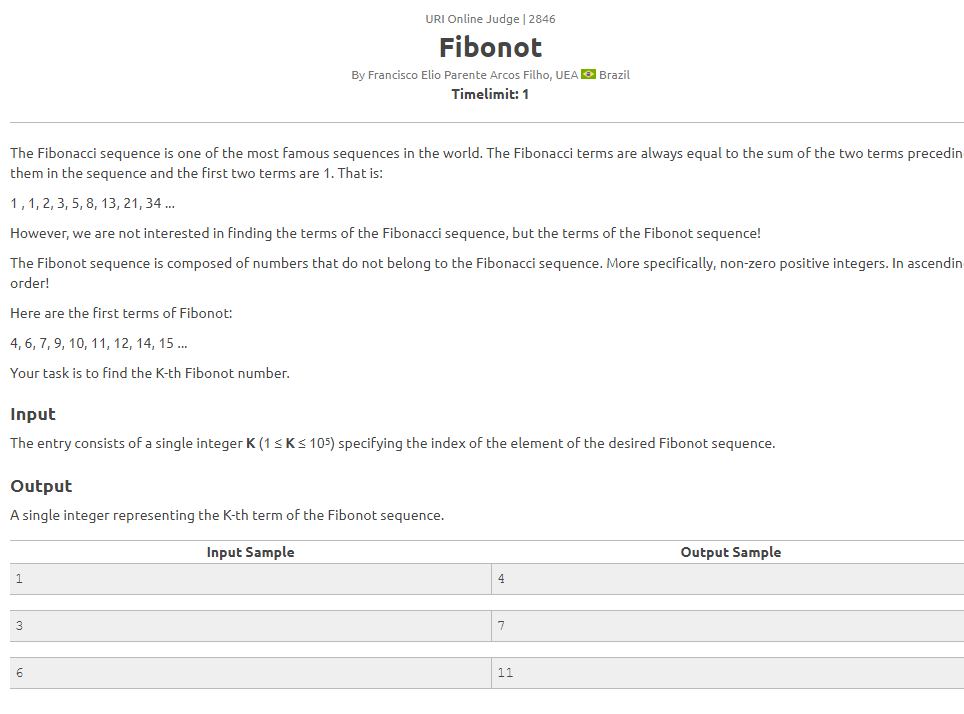 URI Online Judge | 2846
Fibonot
By Francisco Elio Parente Arcos Filho, UEA Brazil
Timelimit: 1
The Fibonacci sequence is one of the most famous sequences in the world. The Fibonacci terms are always equal to the sum of the two terms precedin
them in the sequence and the first two terms are 1. That is:
1 , 1, 2, 3, 5, 8, 13, 21, 34 ...
However, we are not interested in finding the terms of the Fibonacci sequence, but the terms of the Fibonot sequence!
The Fibonot sequence is composed of numbers that do not belong to the Fibonacci sequence. More specifically, non-zero positive integers. In ascendin
order!
Here are the first terms of Fibonot:
4, 6, 7, 9, 10, 11, 12, 14, 15 ...
Your task is to find the K-th Fibonot number.
Input
The entry consists of a single integer K (1 ≤ K ≤ 10⁵) specifying the index of the element of the desired Fibonot sequence.
Output
A single integer representing the K-th term of the Fibonot sequence.
Input Sample Output Sample
1 4
3 7
6 11